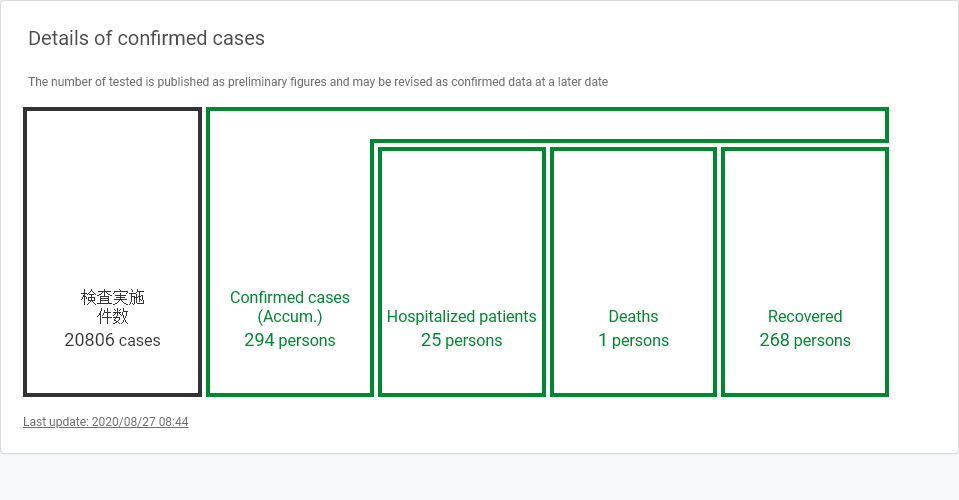 Details of confirmed cases
The number of tested is published as preliminary figures and may be revised as confirmed data at a later date
検査実施
件数
20806 cases
Confirmed cases
(Accum.)
294 persons
Hospitalized patients
25 persons
Deaths
1 persons
Recovered
268 persons
Last update: 2020/08/27 08:44